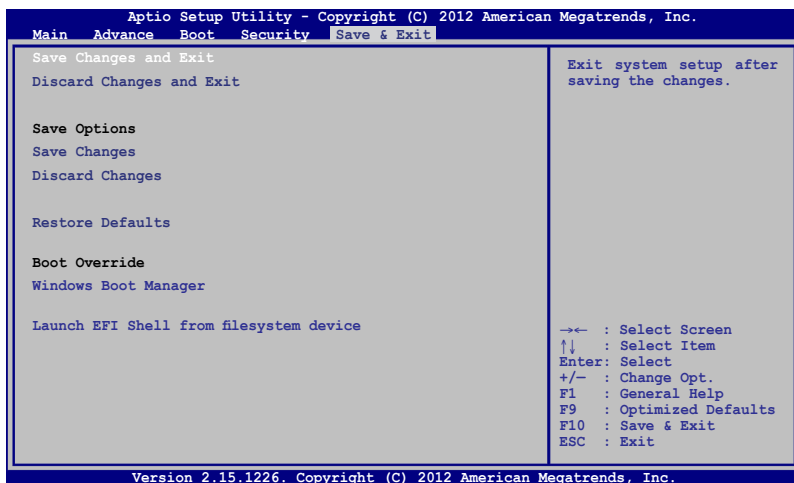 Aptio Setup Utility - Copyright (C) 2012 American Megatrends, Inc.
Main Advance Boot Security Save & Exit
Save Changes and Exit
Discard Changes and Exit
Save Options
Save Changes
Discard Changes
Restore Defaults
Boot Override
Windows Boot Manager
Launch EFI Shell from filesystem device
Exit system setup after
saving the changes.
→← : Select Screen
↑↓ : Select Item
Enter: Select
+/— : Change Opt.
F1 : General Help
F9 : Optimized Defaults
F10 : Save & Exit
ESC : Exit
Version 2.15.1226. Copyright (C) 2012 American Megatrends, Inc.